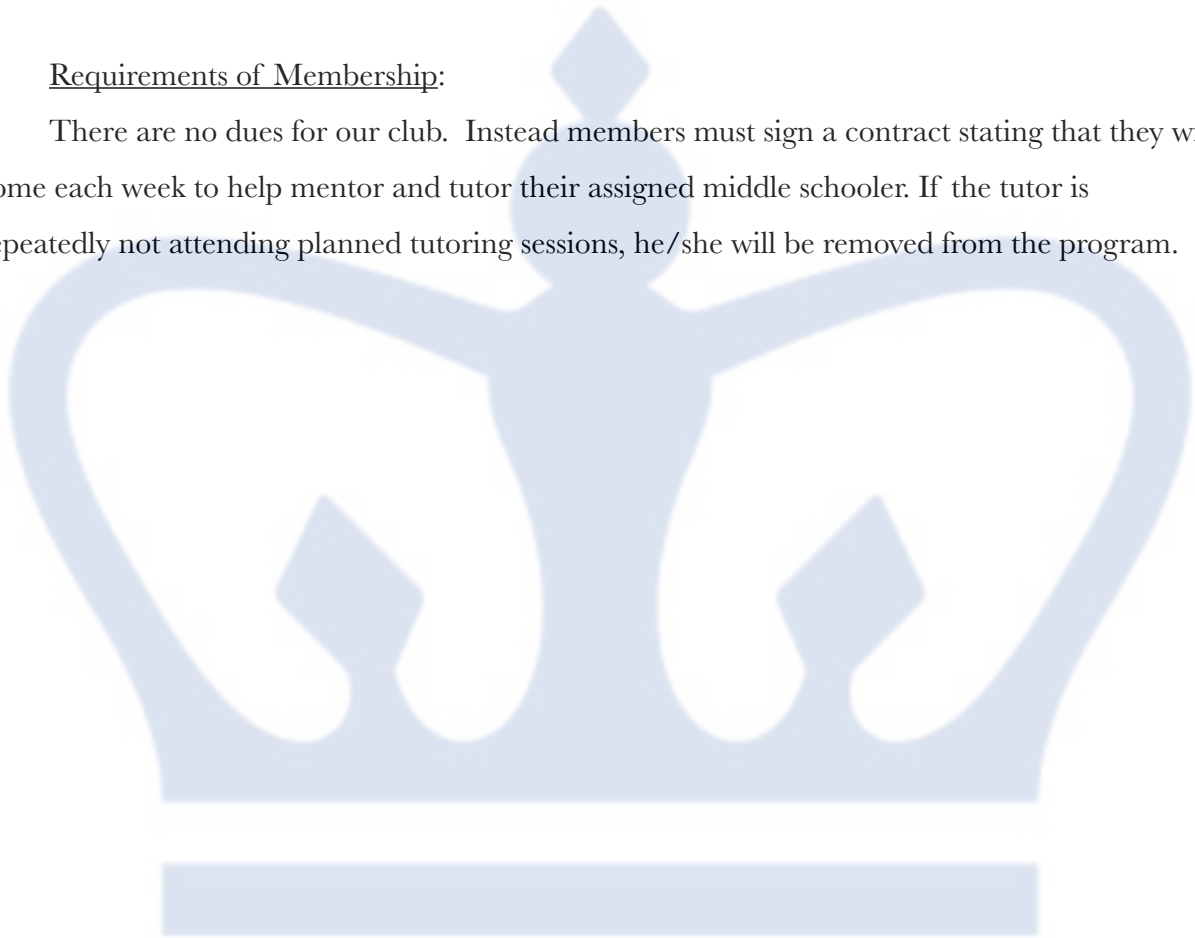 Requirements of Membership:
There are no dues for our club. Instead members must sign a contract stating that they
each week to help mentor and tutor their assigned middle schooler. If the tutor is
not attending planned tutoring sessions, he/she will be removed from the program.